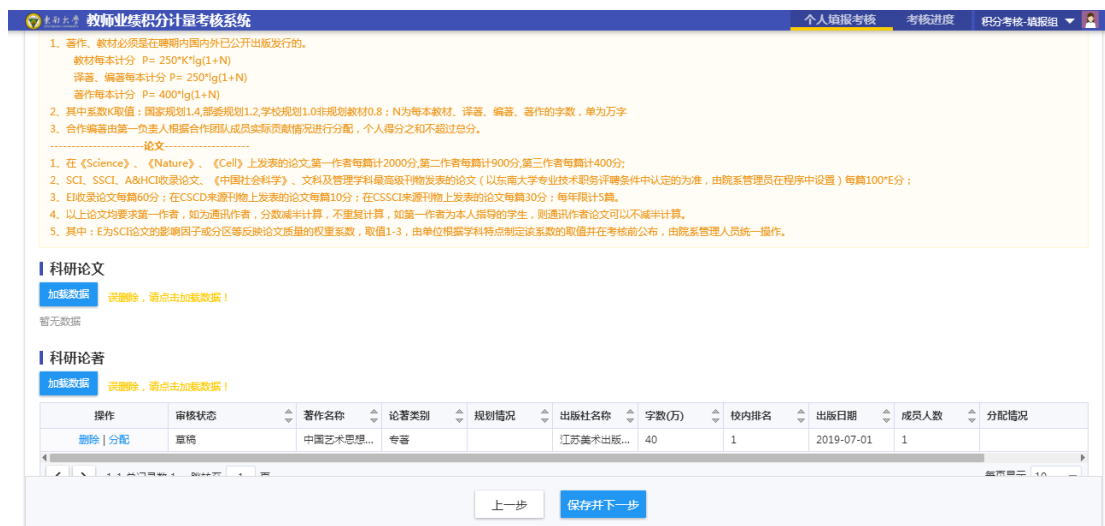 东南大学 教师业绩积分计量考核系统 个人填报考核 考核进度 积分考核-填报组
1、著作、教材必须是在聘期内国内外已公开出版发行的。
教材每本计分 P= 250*K*lg(1+N)
译著、编著每本计分 P= 250*lg(1+N)
著作每本计分 P= 400*lg(1+N)
2、其中系数K取值：国家规划1.4,部委规划1.2,学校规划1.0非规划教材0.8；N为每本教材、译著、编著、著作的字数，单为万字
3、合作编著由第一负责人根据合作团队成员实际贡献情况进行分配，个人得分之和不超过总分。
----------------------论文--------------------
1、在《Science》、《Nature》、《Cell》上发表的论文,第一作者每篇计2000分,第二作者每篇计900分,第三作者每篇计400分;
2、SCI、SSCI、A&HCI收录论文、《中国社会科学》、文科及管理学科最高级刊物发表的论文（以东南大学专业技术职务评聘条件中认定的为准，由院系管理员在程序中设置）每篇100*E分；
3、EI收录论文每篇60分；在CSCD来源刊物上发表的论文每篇10分；在CSSCI来源刊物上发表的论文每篇30分；每年限计5篇。
4、以上论文均要求第一作者，如为通讯作者，分数减半计算，不重复计算，如第一作者为本人指导的学生，则通讯作者论文可以不减半计算。
5、其中：E为SCI论文的影响因子或分区等反映论文质量的权重系数，取值1-3，由单位根据学科特点制定该系数的取值并在考核前公布，由院系管理人员统一操作。
科研论文
加载数据 误删除，请点击加载数据！
暂无数据
科研论著
加载数据 误删除，请点击加载数据！
操作 审核状态 著作名称 论著类别 规划情况 出版社名称 字数(万) 校内排名 出版日期 成员人数 分配情况
删除 | 分配 草稿 中国艺术思想... 专著 江苏美术出版... 40 1 2019-07-01 1
1-1 总记录数 1 跳转至 1 页 每页显示 10
上一步 保存并下一步